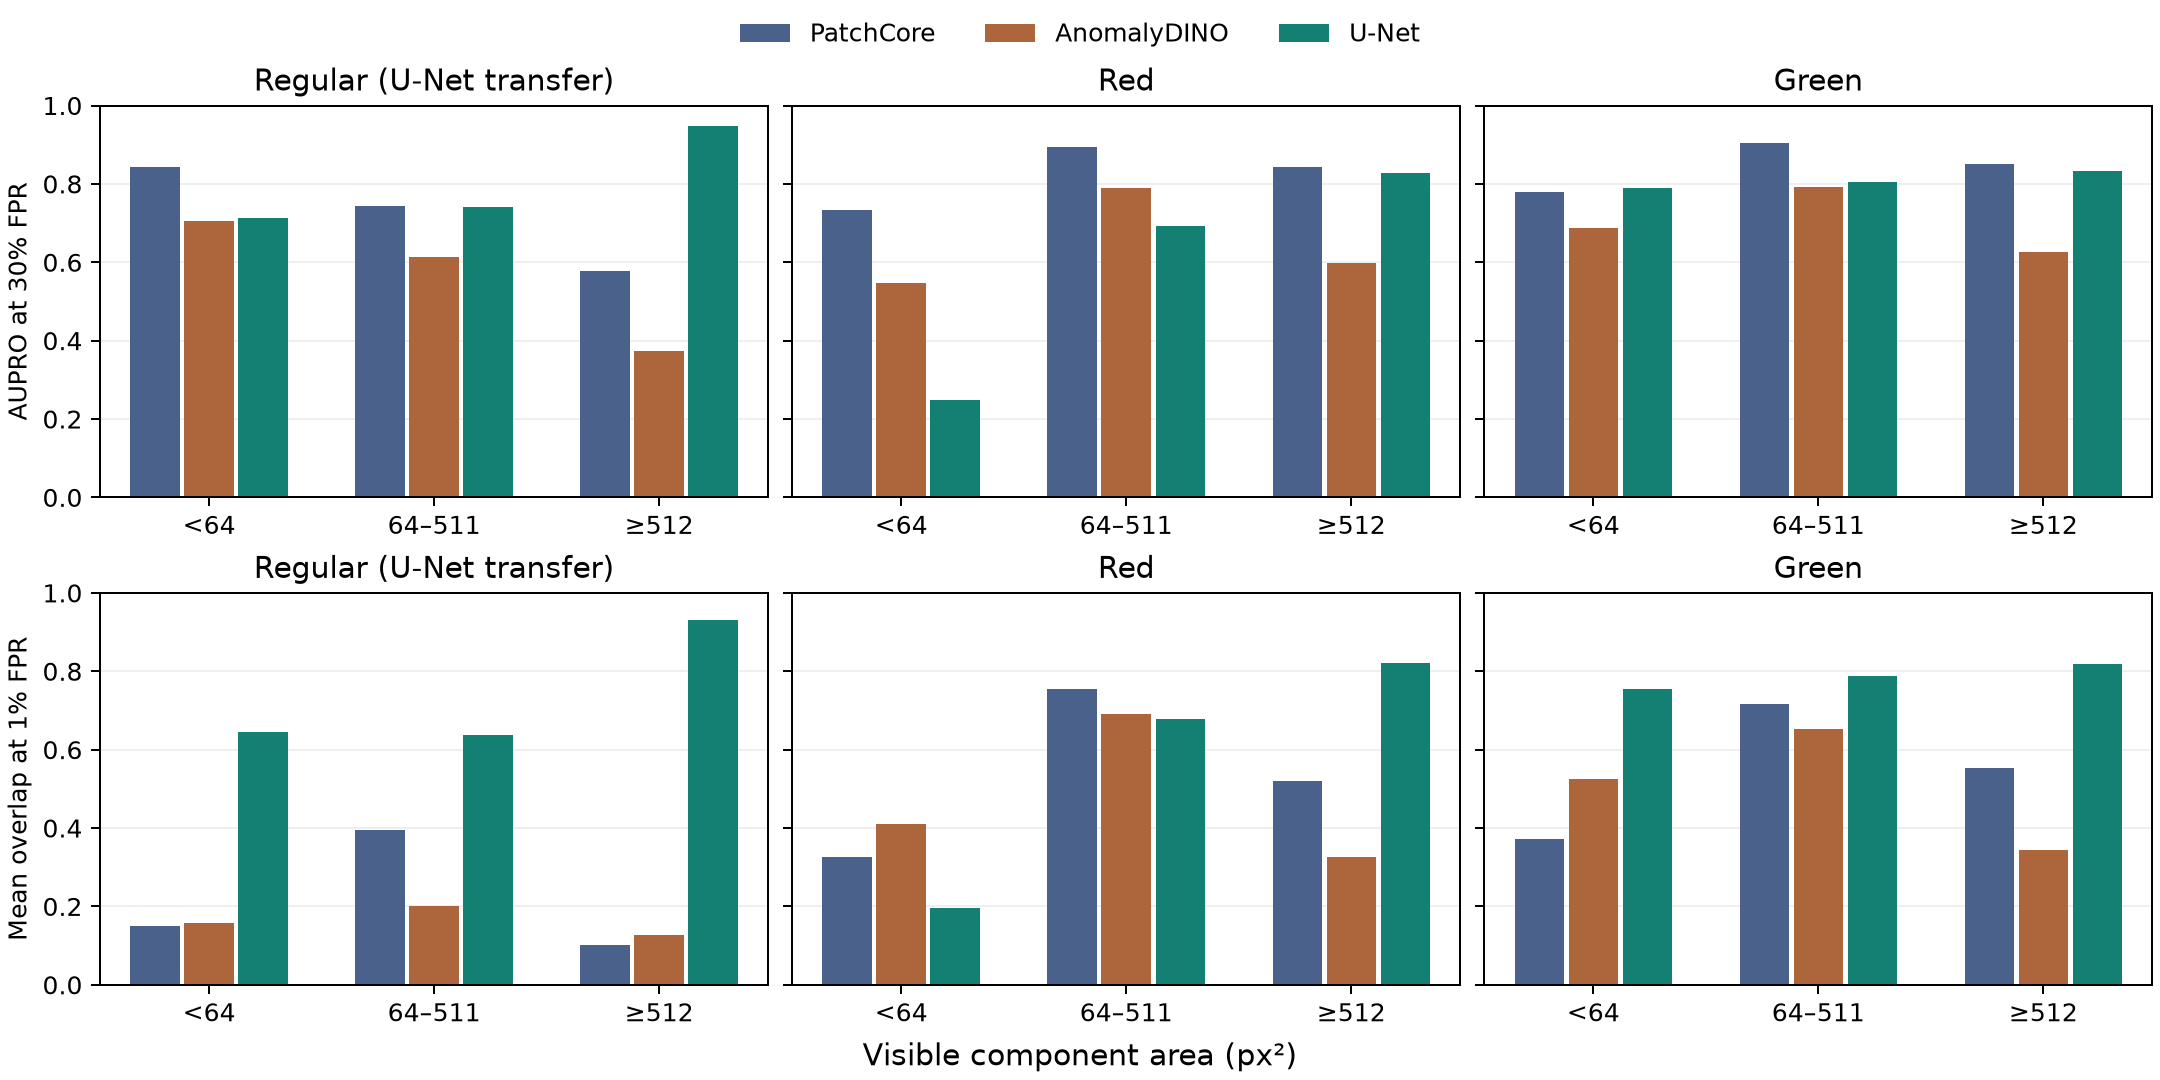 PatchCore AnomalyDINO U-Net
Regular (U-Net transfer) Red Green
AUPRO at 30% FPR
1.0
0.8
0.6
0.4
0.2
0.0
<64 64–511 ≥512 <64 64–511 ≥512 <64 64–511 ≥512
Regular (U-Net transfer) Red Green
Mean overlap at 1% FPR
1.0
0.8
0.6
0.4
0.2
0.0
<64 64–511 ≥512 <64 64–511 ≥512 <64 64–511 ≥512
Visible component area (px²)